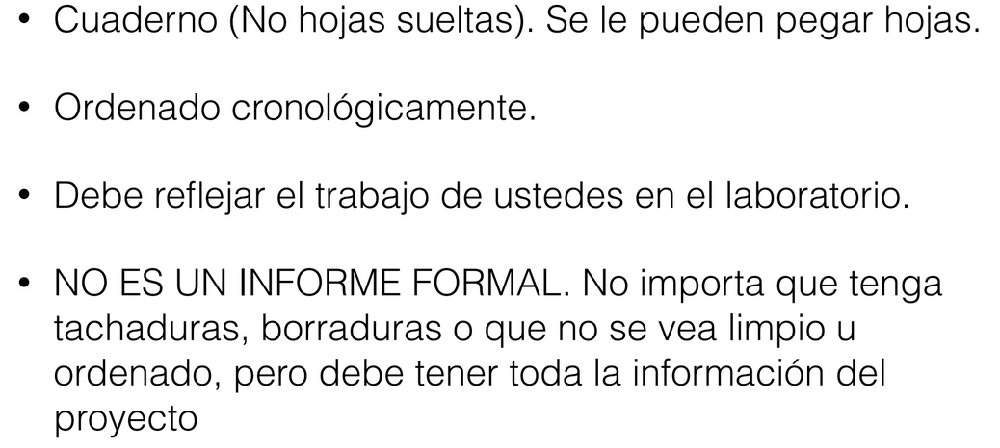 • Cuaderno (No hojas sueltas). Se le pueden pegar hojas.
• Ordenado cronológicamente.
• Debe reflejar el trabajo de ustedes en el laboratorio.
• NO ES UN INFORME FORMAL. No importa que tenga
tachaduras, borraduras o que no se vea limpio u
ordenado, pero debe tener toda la información del
proyecto